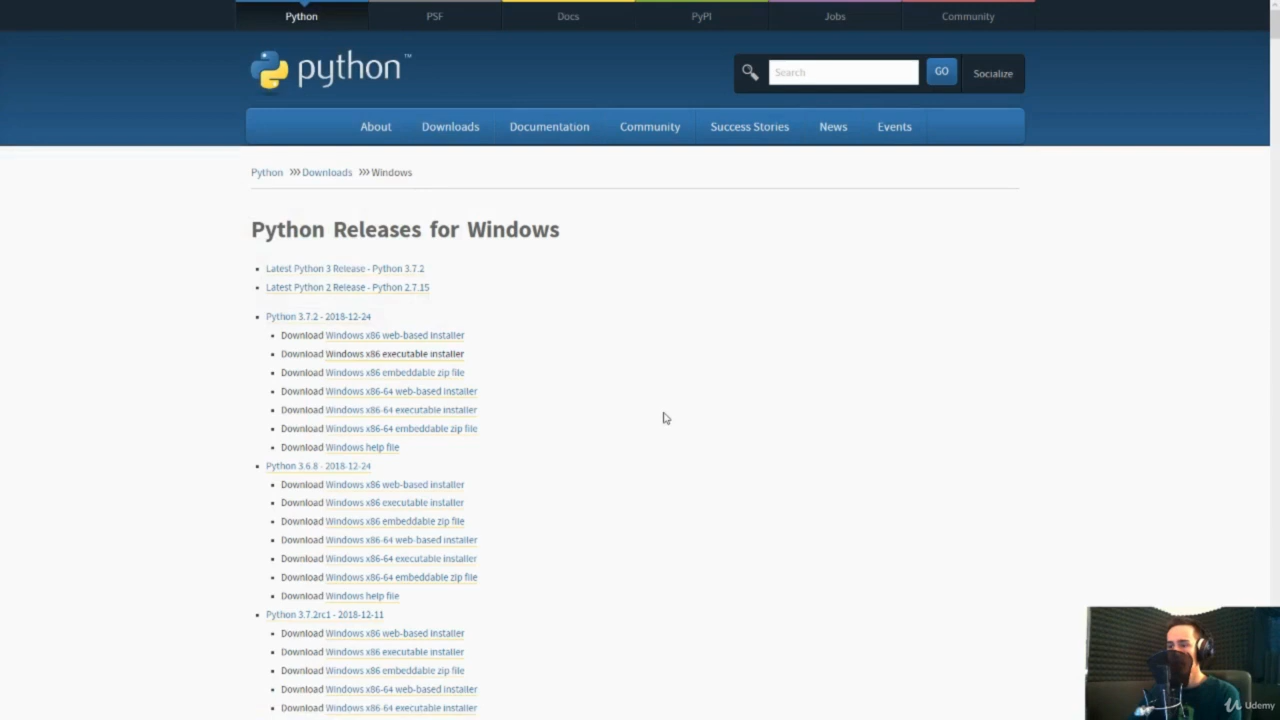 Python
PSF
Docs
PyPI
Jobs
Community
python™
Search
GO
Socialize
About
Downloads
Documentation
Community
Success Stories
News
Events
Python >>> Downloads >>> Windows
Python Releases for Windows
Latest Python 3 Release - Python 3.7.2
Latest Python 2 Release - Python 2.7.15
Python 3.7.2 - 2018-12-24
Download Windows x86 web-based installer
Download Windows x86 executable installer
Download Windows x86 embeddable zip file
Download Windows x86-64 web-based installer
Download Windows x86-64 executable installer
Download Windows x86-64 embeddable zip file
Download Windows help file
Python 3.6.8 - 2018-12-24
Download Windows x86 web-based installer
Download Windows x86 executable installer
Download Windows x86 embeddable zip file
Download Windows x86-64 web-based installer
Download Windows x86-64 executable installer
Download Windows x86-64 embeddable zip file
Download Windows help file
Python 3.7.2rc1 - 2018-12-11
Download Windows x86 web-based installer
Download Windows x86 executable installer
Download Windows x86 embeddable zip file
Download Windows x86-64 web-based installer
Download Windows x86-64 executable installer
Udemy